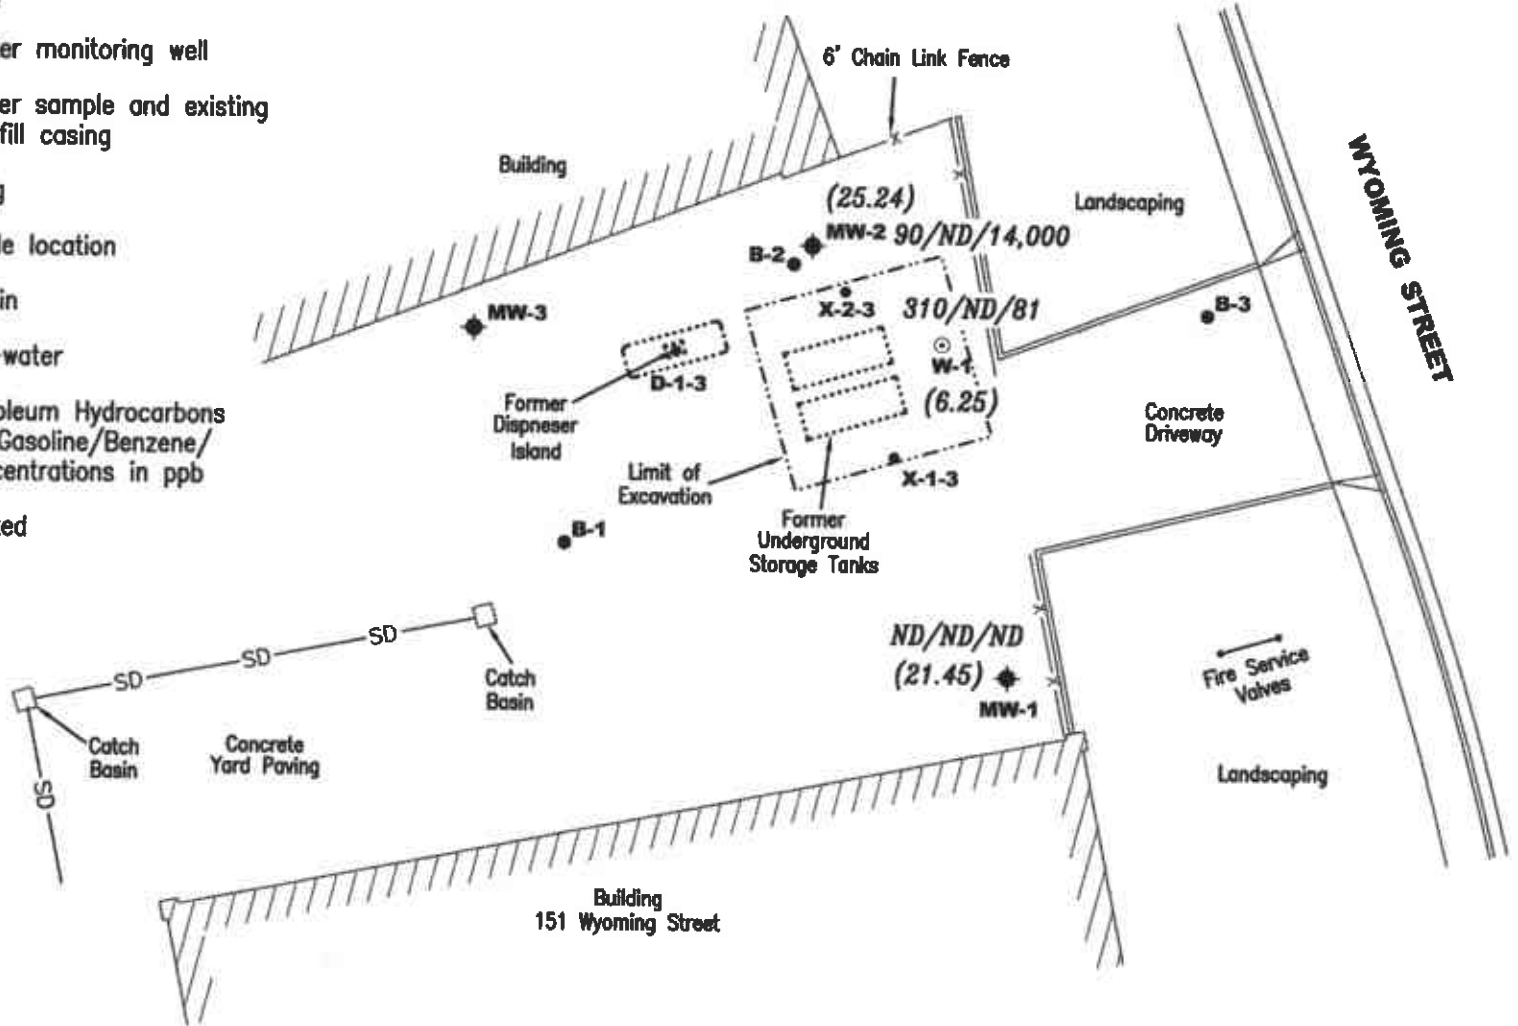 er monitoring well
er sample and existing
fill casing
g
le location
in
-water
oleum Hydrocarbons
Gasoline/Benzene/
centrations in ppb
ted
6' Chain Link Fence
Building
Landscaping
WYOMING STREET
(25.24)
MW-2 90/ND/14,000
B-2
X-2-3
310/ND/81
B-3
MW-3
W-1
D-1-3
(6.25)
Former
Dispneser
Island
Concrete
Driveway
Limit of
Excavation
X-1-3
Former
Underground
Storage Tanks
B-1
SD
SD
SD
Catch
Basin
ND/ND/ND
(21.45)
MW-1
Fire Service
Valves
Catch
Basin
Concrete
Yard Paving
SD
Landscaping
Building
151 Wyoming Street